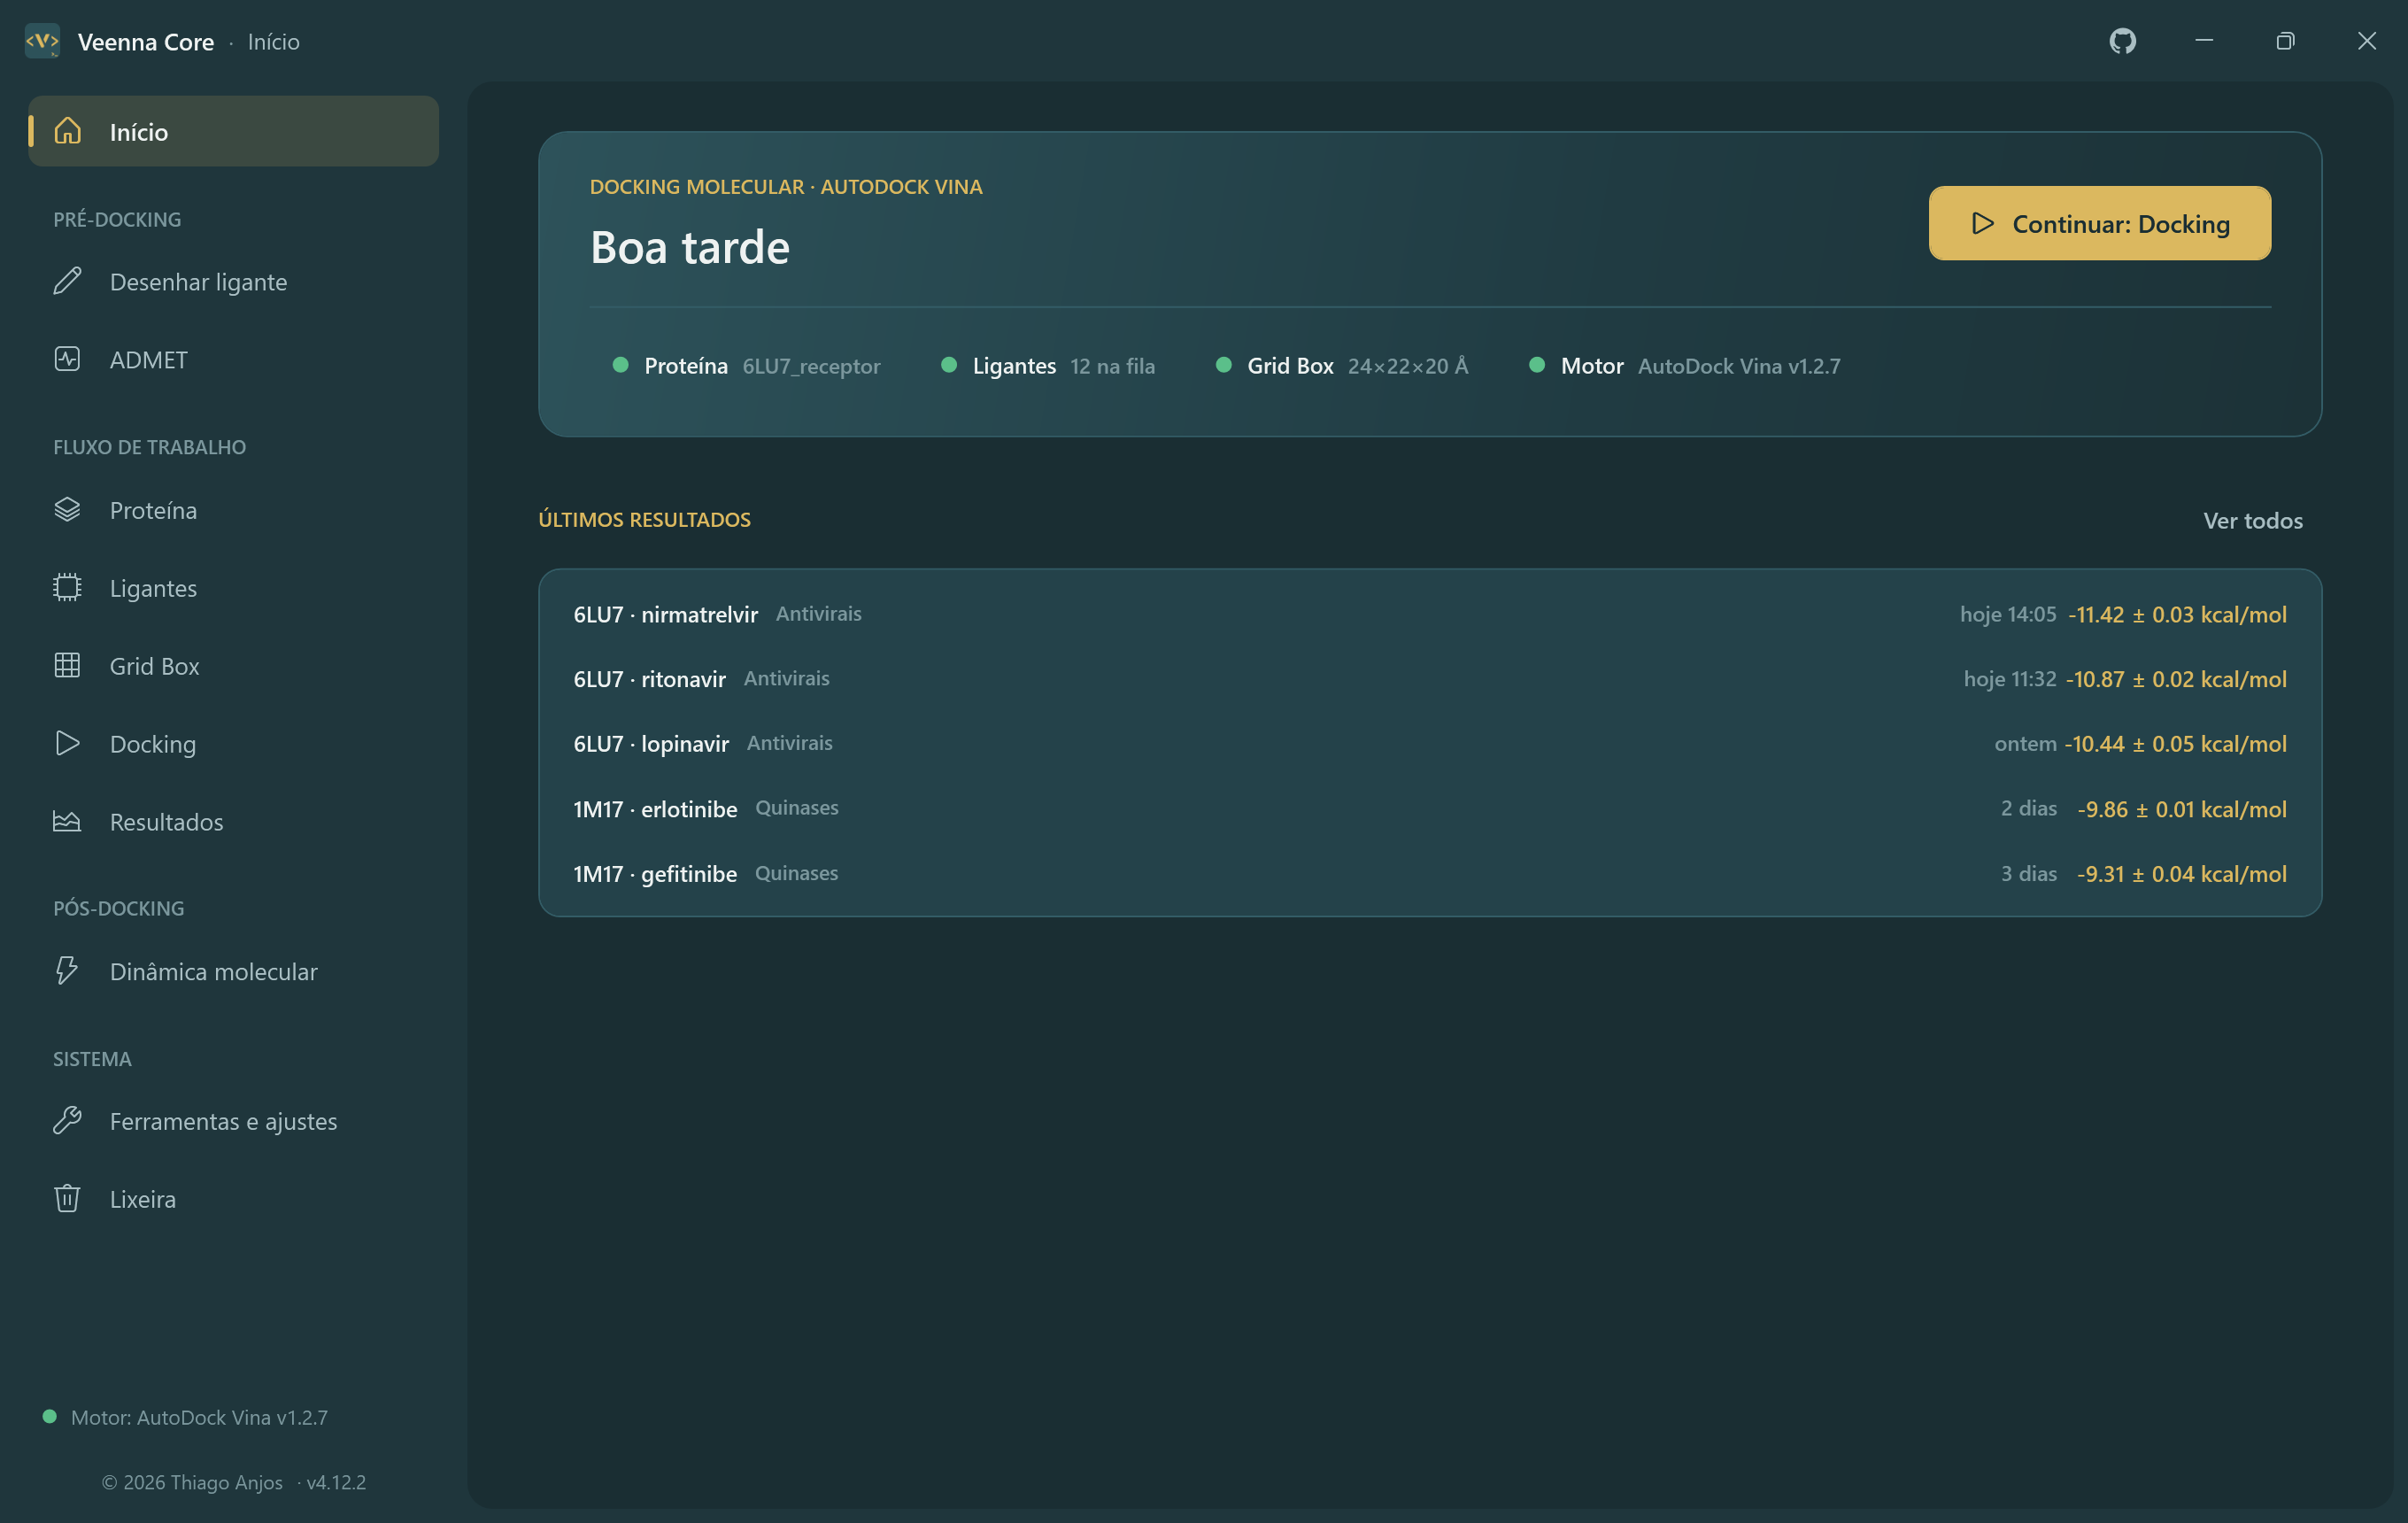 Veenna Core · Início
Início
PRÉ-DOCKING
Desenhar ligante
ADMET
FLUXO DE TRABALHO
Proteína
Ligantes
Grid Box
Docking
Resultados
PÓS-DOCKING
Dinâmica molecular
SISTEMA
Ferramentas e ajustes
Lixeira
Motor: AutoDock Vina v1.2.7
© 2026 Thiago Anjos · v4.12.2
DOCKING MOLECULAR · AUTODOCK VINA
Boa tarde
Continuar: Docking
Proteína 6LU7_receptor Ligantes 12 na fila Grid Box 24×22×20 Å Motor AutoDock Vina v1.2.7
ÚLTIMOS RESULTADOS Ver todos
6LU7 · nirmatrelvir Antivirais hoje 14:05 -11.42 ± 0.03 kcal/mol
6LU7 · ritonavir Antivirais hoje 11:32 -10.87 ± 0.02 kcal/mol
6LU7 · lopinavir Antivirais ontem -10.44 ± 0.05 kcal/mol
1M17 · erlotinibe Quinases 2 dias -9.86 ± 0.01 kcal/mol
1M17 · gefitinibe Quinases 3 dias -9.31 ± 0.04 kcal/mol